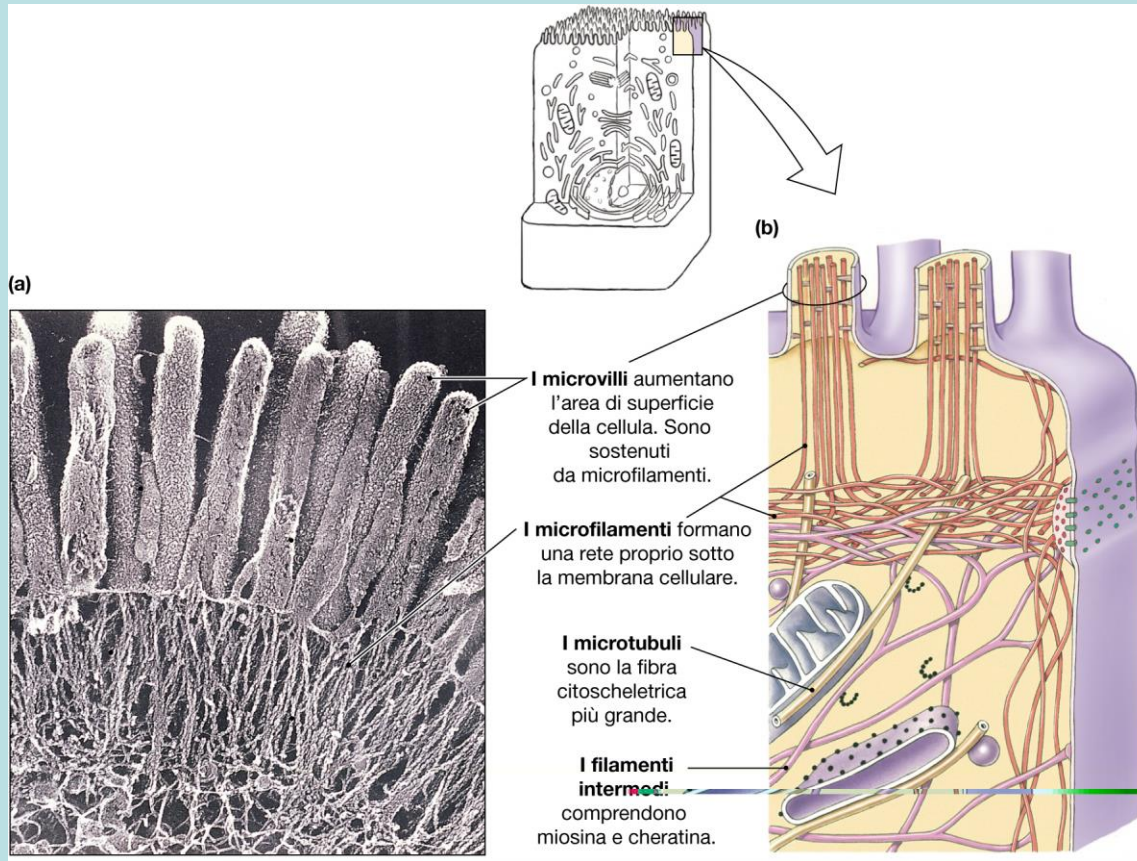 (b)
(a)
I microvilli aumentano
l'area di superficie
della cellula. Sono
sostenuti
da microfilamenti.
I microfilamenti formano
una rete proprio sotto
la membrana cellulare.
I microtubuli
sono la fibra
citoscheletrica
più grande.
I filamenti
intermedi
comprendono
miosina e cheratina.